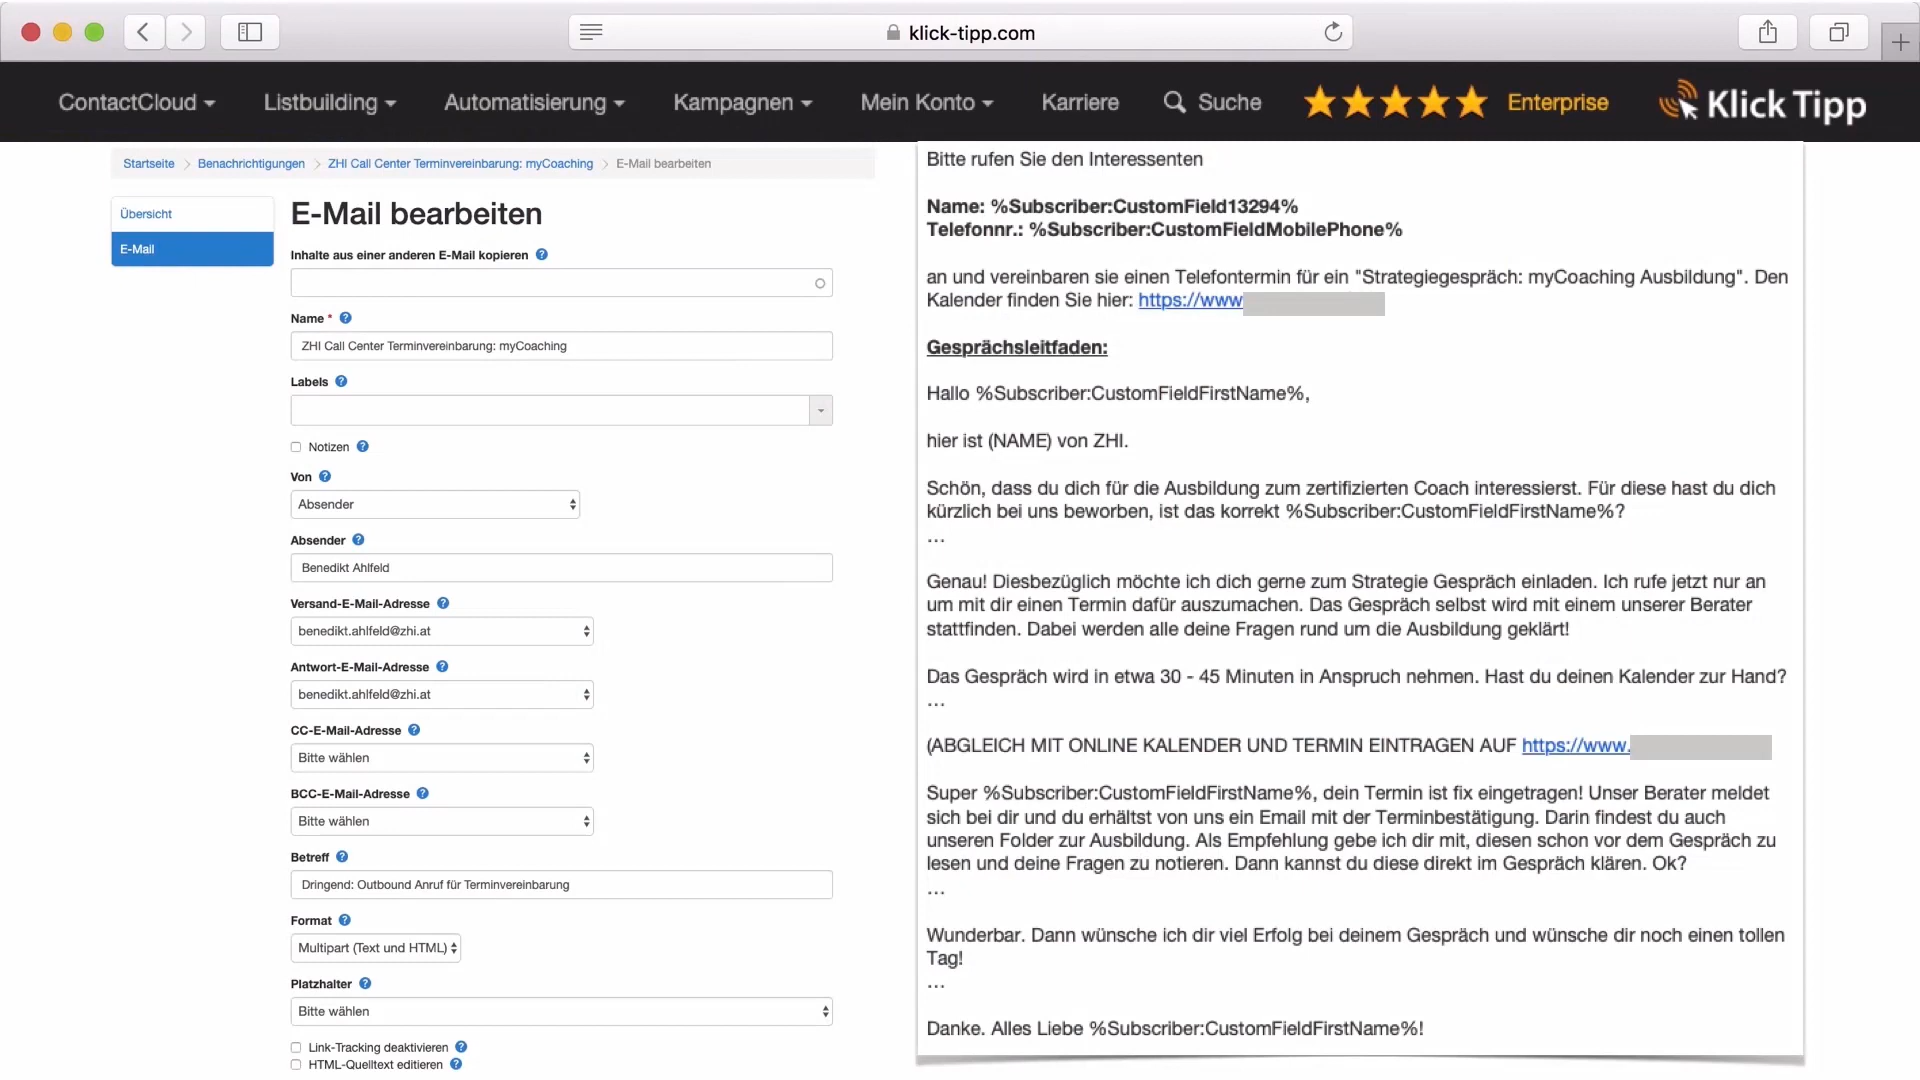 klick-tipp.com
ContactCloud
Listbuilding
Automatisierung
Kampagnen
Mein Konto
Karriere
Suche
Enterprise
Klick Tipp
Startseite
Benachrichtigungen
ZHI Call Center Terminvereinbarung: myCoaching
E-Mail bearbeiten
Übersicht
E-Mail
E-Mail bearbeiten
Inhalte aus einer anderen E-Mail kopieren ?
Name * ?
ZHI Call Center Terminvereinbarung: myCoaching
Labels ?
Notizen ?
Von ?
Absender
Absender ?
Benedikt Ahlfeld
Versand-E-Mail-Adresse ?
benedikt.ahlfeld@zhi.at
Antwort-E-Mail-Adresse ?
benedikt.ahlfeld@zhi.at
CC-E-Mail-Adresse ?
Bitte wählen
BCC-E-Mail-Adresse ?
Bitte wählen
Betreff ?
Dringend: Outbound Anruf für Terminvereinbarung
Format ?
Multipart (Text und HTML)
Platzhalter ?
Bitte wählen
Link-Tracking deaktivieren ?
HTML-Quelltext editieren ?
Bitte rufen Sie den Interessenten
Name: %Subscriber:CustomField13294%
Telefonnr.: %Subscriber:CustomFieldMobilePhone%
an und vereinbaren sie einen Telefontermin für ein "Strategiegespräch: myCoaching Ausbildung". Den
Kalender finden Sie hier: https://www
Gesprächsleitfaden:
Hallo %Subscriber:CustomFieldFirstName%,
hier ist (NAME) von ZHI.
Schön, dass du dich für die Ausbildung zum zertifizierten Coach interessierst. Für diese hast du dich
kürzlich bei uns beworben, ist das korrekt %Subscriber:CustomFieldFirstName%?
...
Genau! Diesbezüglich möchte ich dich gerne zum Strategie Gespräch einladen. Ich rufe jetzt nur an
um mit dir einen Termin dafür auszumachen. Das Gespräch selbst wird mit einem unserer Berater
stattfinden. Dabei werden alle deine Fragen rund um die Ausbildung geklärt!
Das Gespräch wird in etwa 30 - 45 Minuten in Anspruch nehmen. Hast du deinen Kalender zur Hand?
...
(ABGLEICH MIT ONLINE KALENDER UND TERMIN EINTRAGEN AUF https://www.
Super %Subscriber:CustomFieldFirstName%, dein Termin ist fix eingetragen! Unser Berater meldet
sich bei dir und du erhältst von uns ein Email mit der Terminbestätigung. Darin findest du auch
unseren Folder zur Ausbildung. Als Empfehlung gebe ich dir mit, diesen schon vor dem Gespräch zu
lesen und deine Fragen zu notieren. Dann kannst du diese direkt im Gespräch klären. Ok?
...
Wunderbar. Dann wünsche ich dir viel Erfolg bei deinem Gespräch und wünsche dir noch einen tollen
Tag!
...
Danke. Alles Liebe %Subscriber:CustomFieldFirstName%!